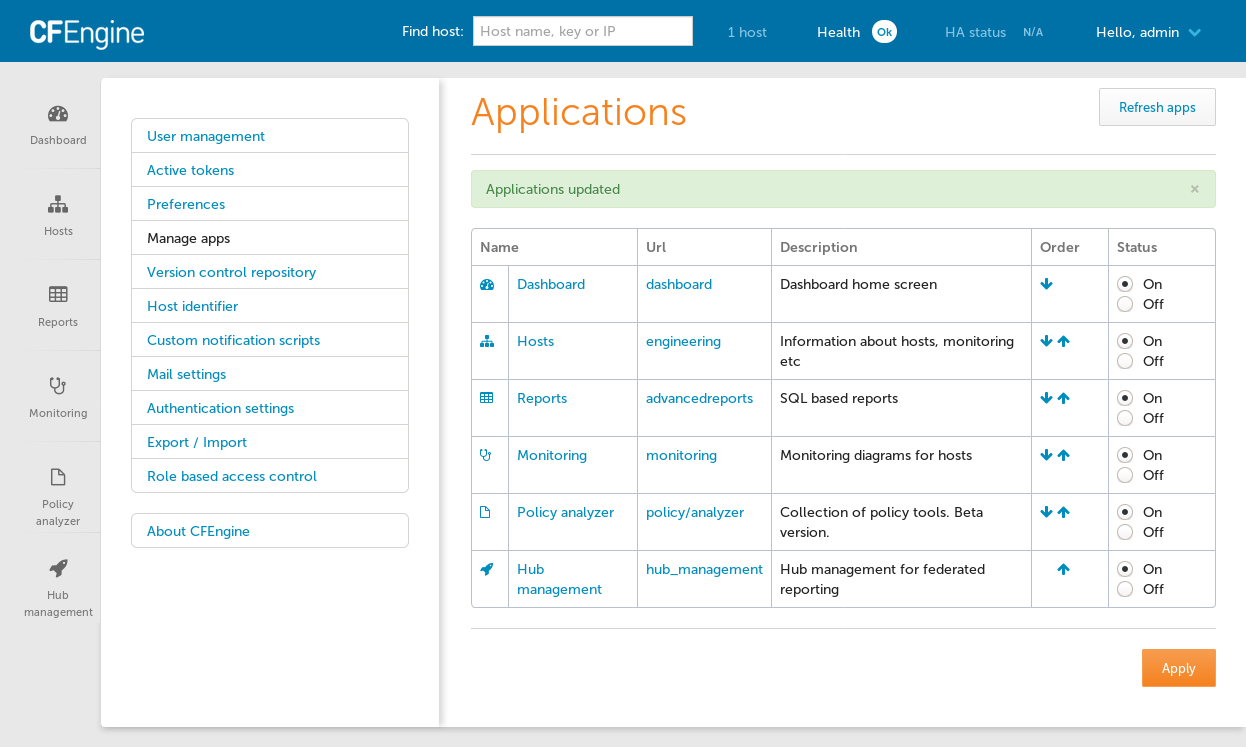 CFEngine
Find host: Host name, key or IP 1 host Health Ok HA status N/A Hello, admin
Dashboard
Hosts
Reports
Monitoring
Policy
analyzer
Hub
management
User management
Active tokens
Preferences
Manage apps
Version control repository
Host identifier
Custom notification scripts
Mail settings
Authentication settings
Export / Import
Role based access control
About CFEngine
Applications
Refresh apps
Applications updated ×
Name Url Description Order Status
Dashboard dashboard Dashboard home screen On
Off
Hosts engineering Information about hosts, monitoring On
etc Off
Reports advancedreports SQL based reports On
Off
Monitoring monitoring Monitoring diagrams for hosts On
Off
Policy analyzer policy/analyzer Collection of policy tools. Beta On
version. Off
Hub hub_management Hub management for federated On
management reporting Off
Apply